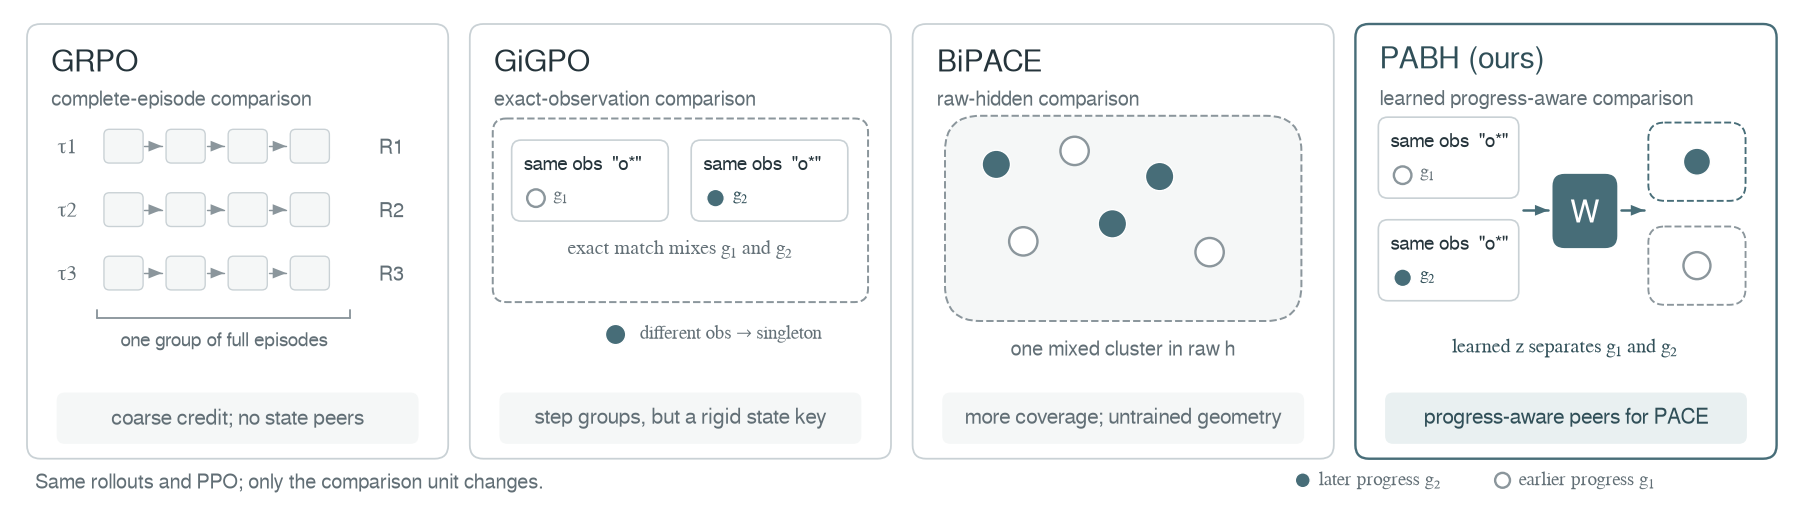 GRPO
complete-episode comparison
τ1 R1
τ2 R2
τ3 R3
one group of full episodes
coarse credit; no state peers
GiGPO
exact-observation comparison
same obs "o*"
g₁
same obs "o*"
g₂
exact match mixes g₁ and g₂
different obs → singleton
step groups, but a rigid state key
BiPACE
raw-hidden comparison
one mixed cluster in raw h
more coverage; untrained geometry
PABH (ours)
learned progress-aware comparison
same obs "o*"
g₁
same obs "o*"
g₂
W
learned z separates g₁ and g₂
progress-aware peers for PACE
Same rollouts and PPO; only the comparison unit changes.
later progress g₂
earlier progress g₁